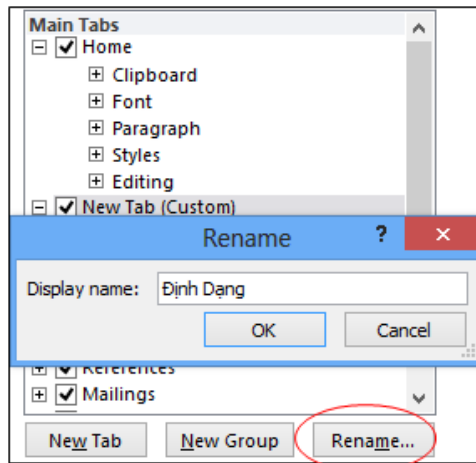 Main Tabs
Home
Clipboard
Font
Paragraph
Styles
Editing
New Tab (Custom)
Rename ? ×
Display name: Định Dạng
OK Cancel
References
Mailings
New Tab New Group Rename...